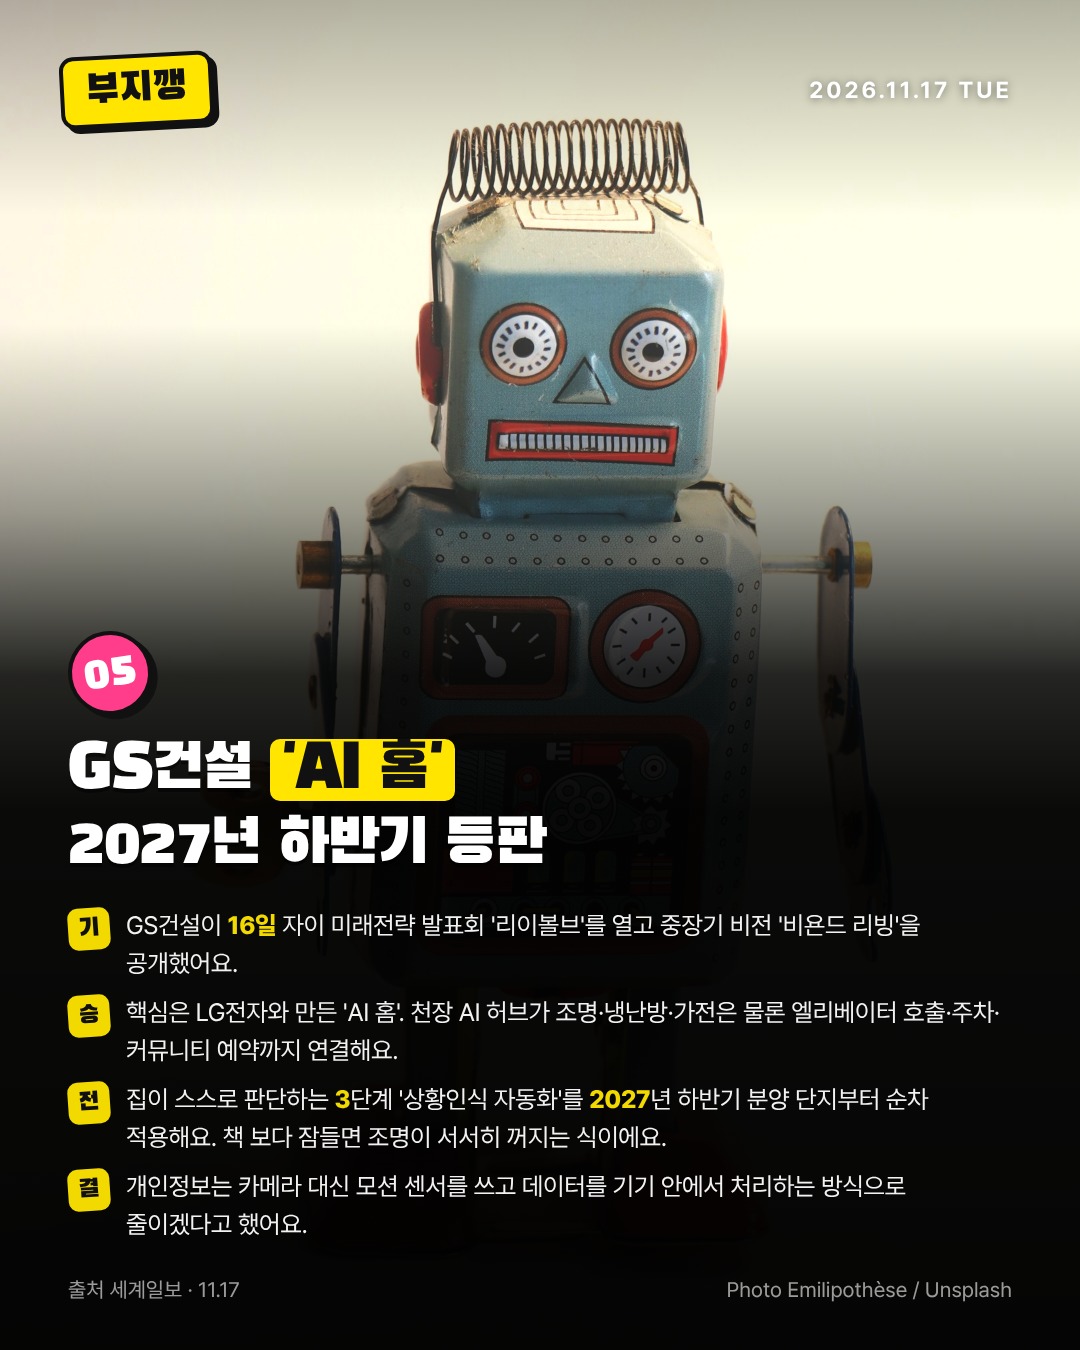 부지깽
2026.11.17 TUE
05
GS건설 'AI 홈'
2027년 하반기 등판
기
GS건설이 16일 자이 미래전략 발표회 '리이볼브'를 열고 중장기 비전 '비욘드 리빙'을
공개했어요.
승
핵심은 LG전자와 만든 'AI 홈'. 천장 AI 허브가 조명·냉난방·가전은 물론 엘리베이터 호출·주차·
커뮤니티 예약까지 연결해요.
전
집이 스스로 판단하는 3단계 '상황인식 자동화'를 2027년 하반기 분양 단지부터 순차
적용해요. 책 보다 잠들면 조명이 서서히 꺼지는 식이에요.
결
개인정보는 카메라 대신 모션 센서를 쓰고 데이터를 기기 안에서 처리하는 방식으로
줄이겠다고 했어요.
출처 세계일보 · 11.17
Photo Emilipothèse / Unsplash